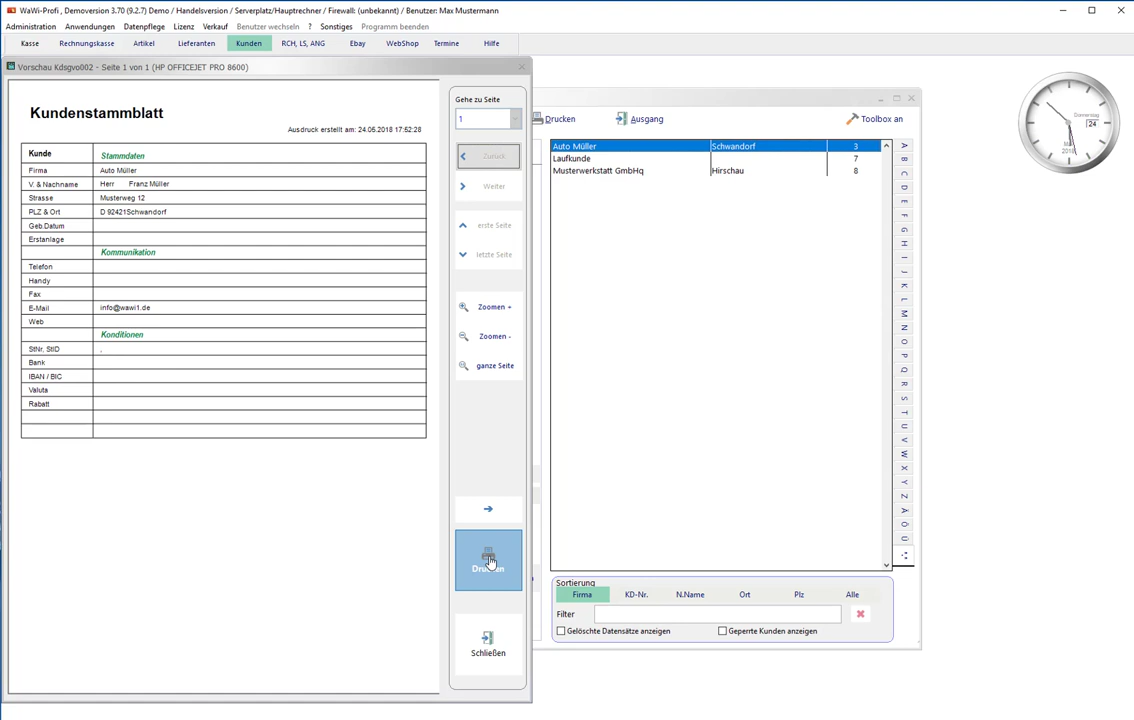 WaWi-Profi , Demoversion 3.70 (9.2.7) Demo / Handelsversion / Serverplatz/Hauptrechner / Firewall: (unbekannt) / Benutzer: Max Mustermann
Administration Anwendungen Datenpflege Lizenz Verkauf Benutzer wechseln ? Sonstiges Programm beenden
Kasse Rechnungskasse Artikel Lieferanten Kunden RCH, LS, ANG Ebay WebShop Termine Hilfe
Vorschau Kdsgvo002 - Seite 1 von 1 (HP OFFICEJET PRO 8600)
Kundenstammblatt
Ausdruck erstellt am: 24.05.2018 17:52:28
Kunde Stammdaten
Firma Auto Müller
V. & Nachname Herr Franz Müller
Strasse Musterweg 12
PLZ & Ort D 92421Schwandorf
Geb.Datum
Erstanlage
Kommunikation
Telefon
Handy
Fax
E-Mail info@wawi1.de
Web
Konditionen
StNr, StID ,
Bank
IBAN / BIC
Valuta
Rabatt
Gehe zu Seite
1
Zurück
Weiter
erste Seite
letzte Seite
Zoomen +
Zoomen -
ganze Seite
Drucken
Schließen
Drucken Ausgang Toolbox an
Auto Müller Schwandorf 3
Laufkunde 7
Musterwerkstatt GmbHq Hirschau 8
A
B
C
D
E
F
G
H
I
J
K
L
M
N
O
P
Q
R
S
T
U
V
W
X
Y
Z
Ä
Ö
Ü
Sortierung
Firma KD-Nr. N.Name Ort Plz Alle
Filter
Gelöschte Datensätze anzeigen Geperrte Kunden anzeigen
Donnerstag
24
2018